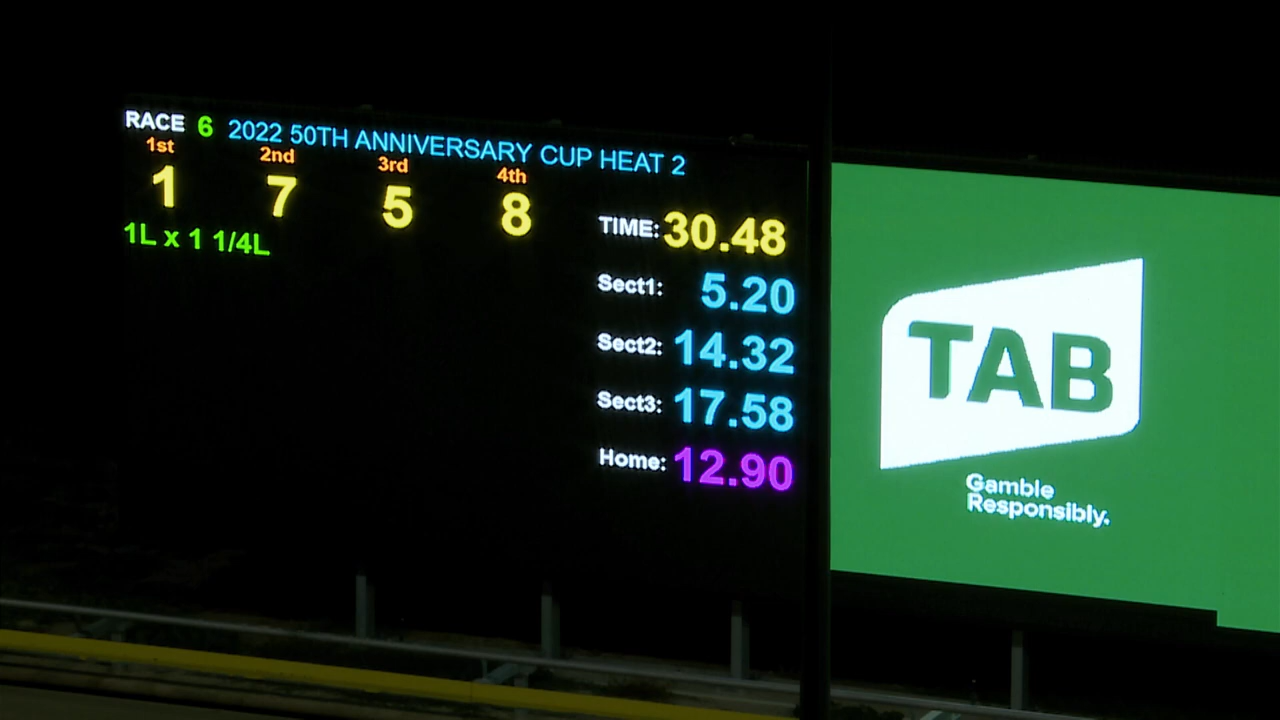 RACE 6 2022 50TH ANNIVERSARY CUP HEAT 2
1st 2nd 3rd 4th
1 7 5 8
1L x 1 1/4L
TIME: 30.48
Sect1: 5.20
Sect2: 14.32
Sect3: 17.58
Home: 12.90
TAB
Gamble
Responsibly.